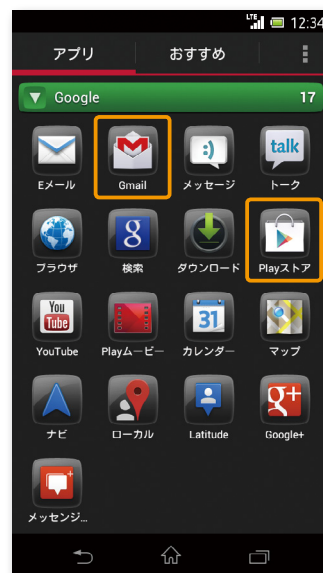 LTE 12:34
アプリ おすすめ
Google 17
talk
Eメール Gmail メッセージ トーク
8
ブラウザ 検索 ダウンロード Playストア
You Tube 31
YouTube Playムービー カレンダー マップ
g+
ナビ ローカル Latitude Google+
メッセンジ...